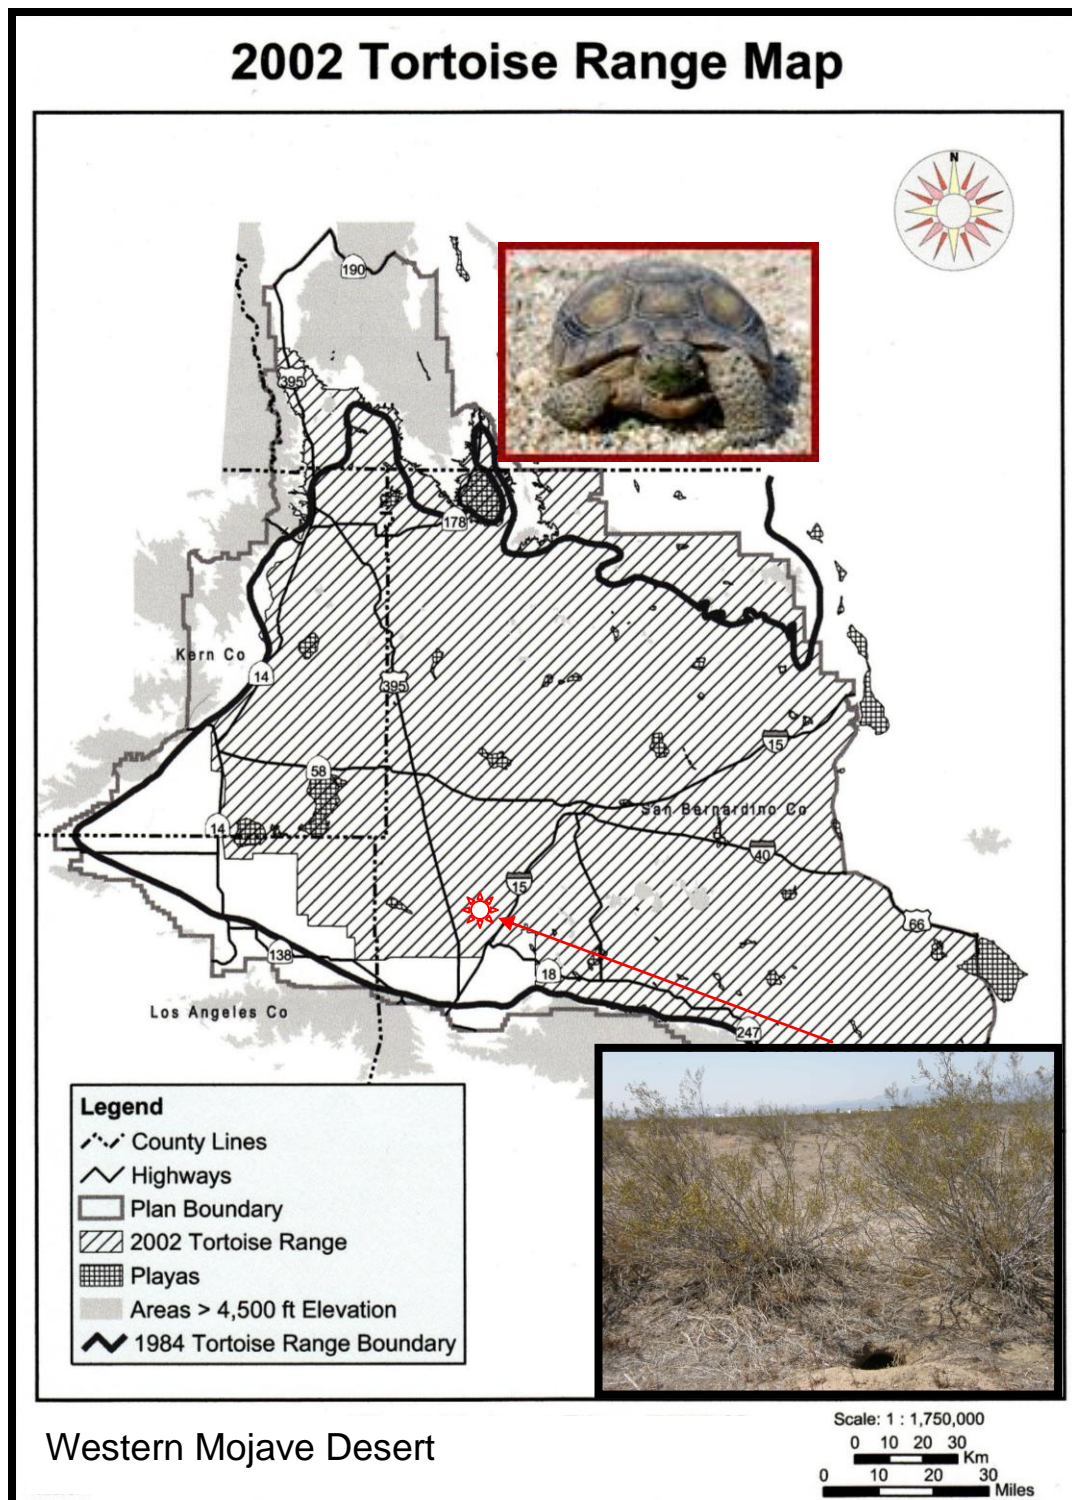 2002 Tortoise Range Map
N
190
395
178
Kern Co
14
395
15
58
San Bernardino Co
14
40
15
66
138
18
Los Angeles Co
247
Legend
County Lines
Highways
Plan Boundary
2002 Tortoise Range
Playas
Areas > 4,500 ft Elevation
1984 Tortoise Range Boundary
Western Mojave Desert
Scale: 1 : 1,750,000
0 10 20 30
Km
0 10 20 30
Miles